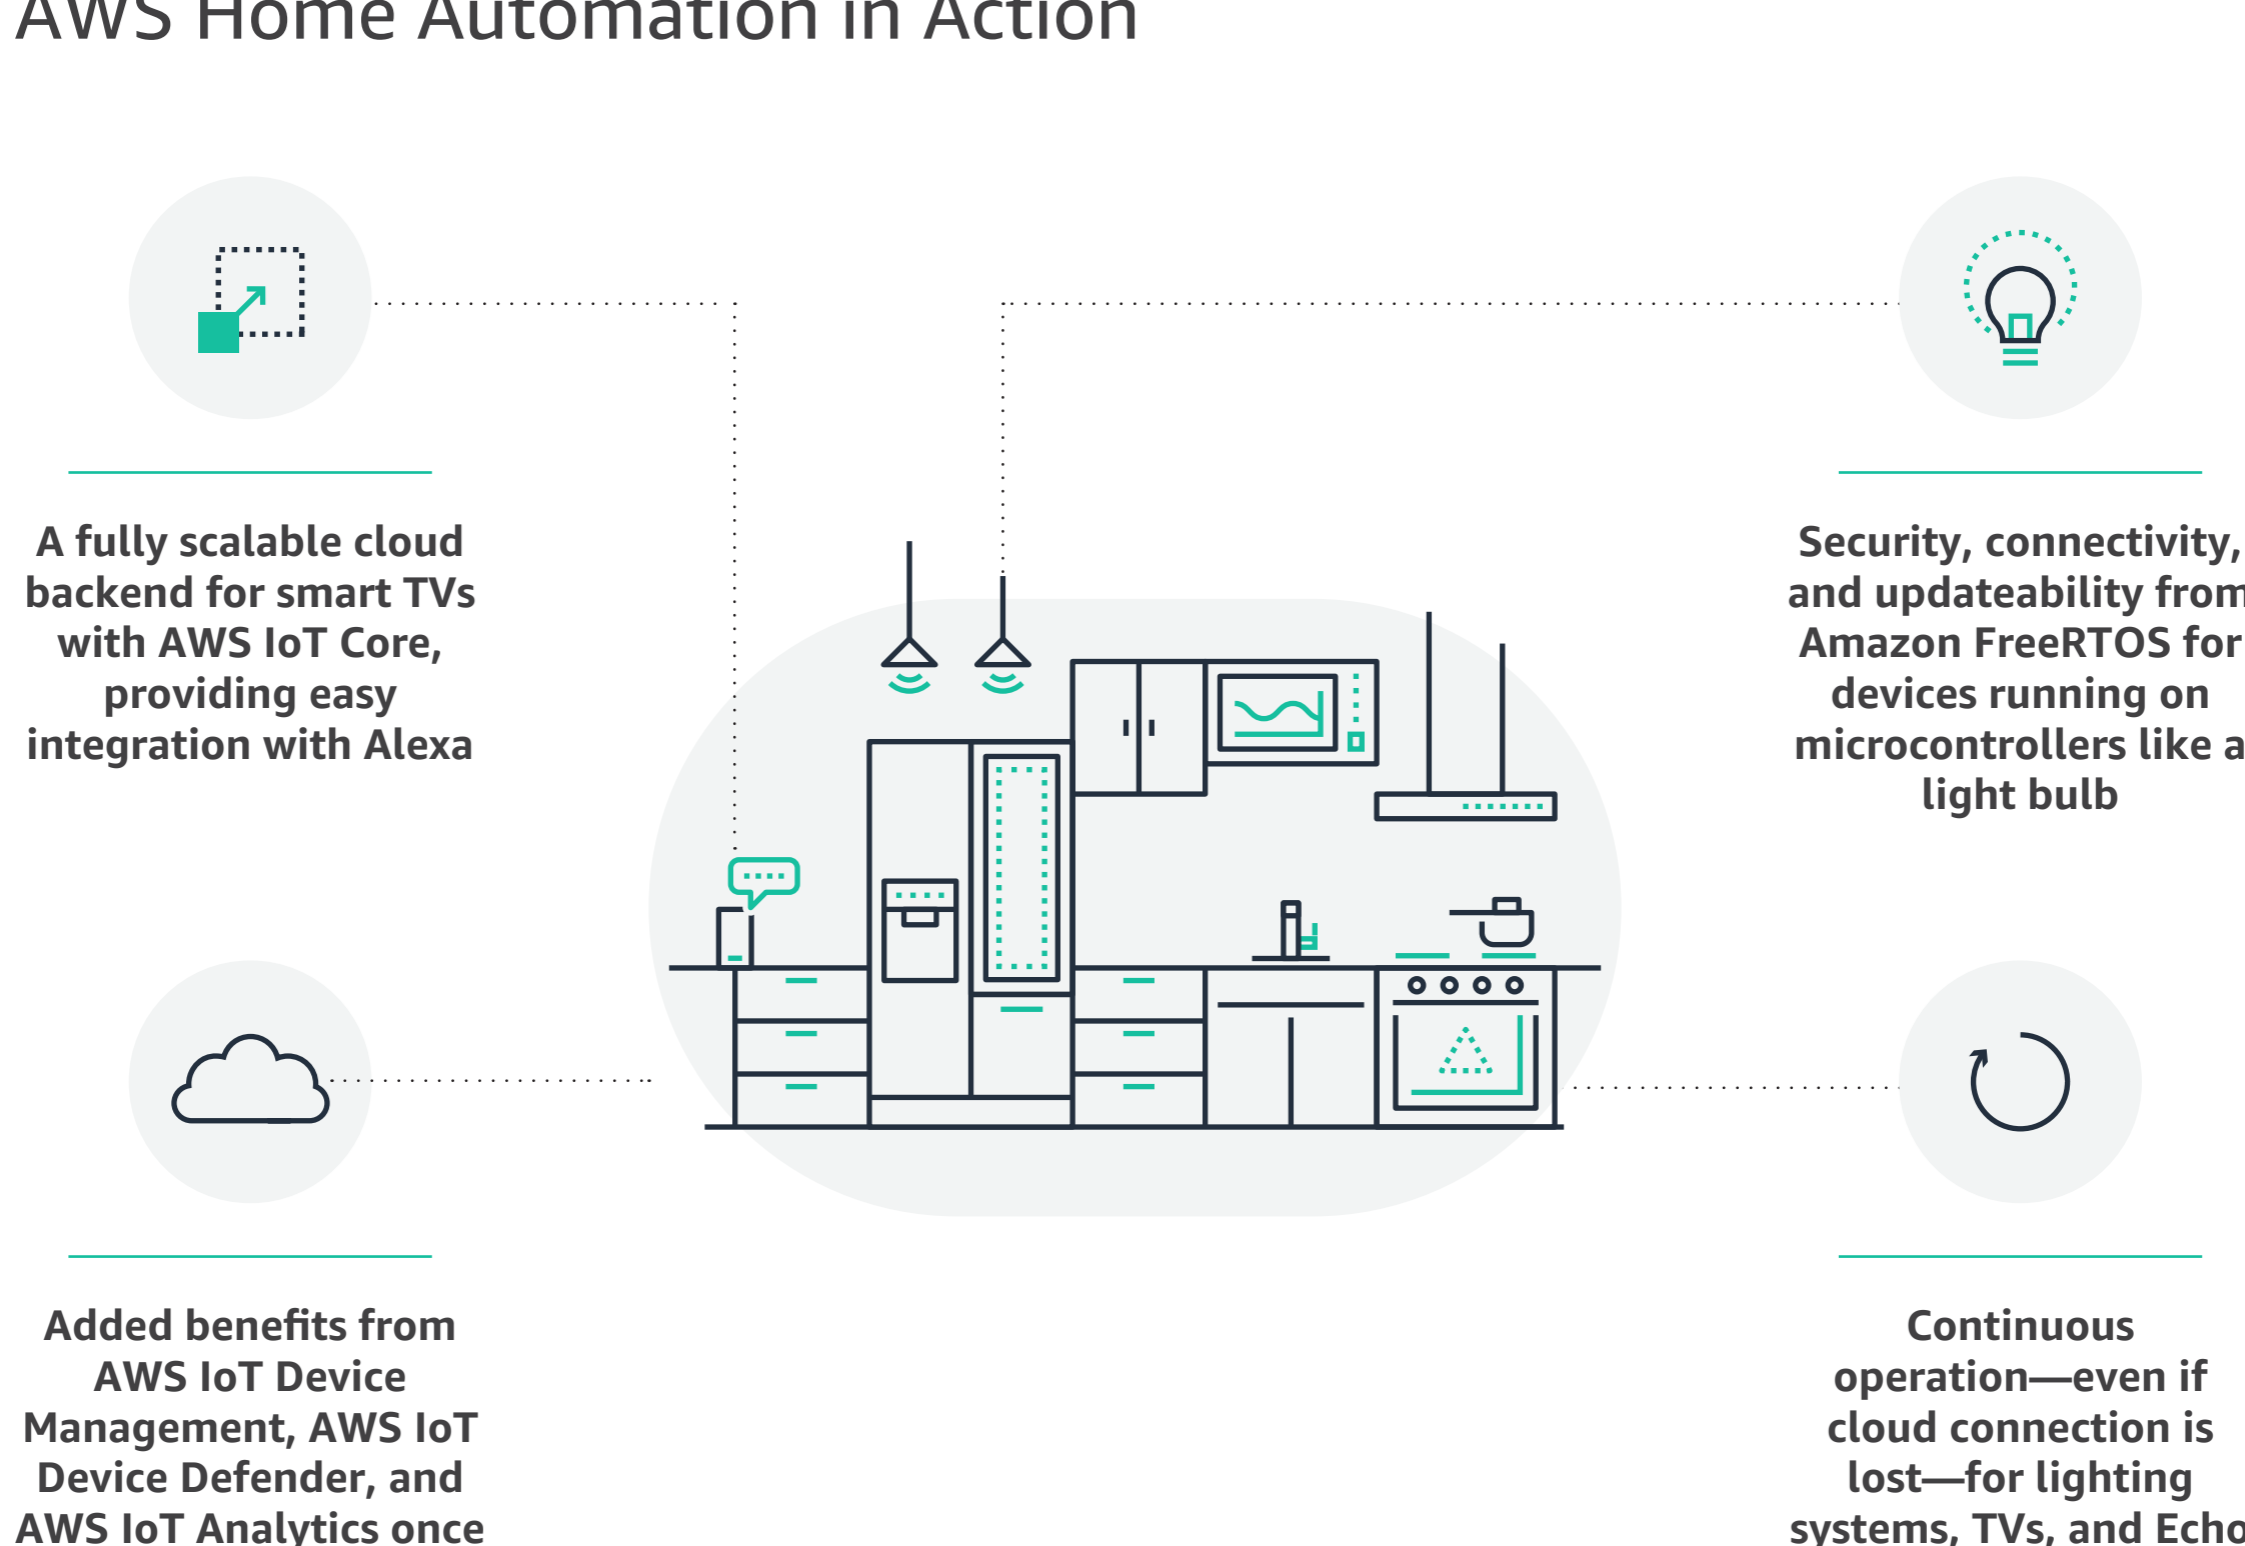 AWS Home Automation in Action
A fully scalable cloud
backend for smart TVs
with AWS IoT Core,
providing easy
integration with Alexa
Security, connectivity,
and updateability from
Amazon FreeRTOS for
devices running on
microcontrollers like a
light bulb
Added benefits from
AWS IoT Device
Management, AWS IoT
Device Defender, and
AWS IoT Analytics once
Continuous
operation—even if
cloud connection is
lost—for lighting
systems, TVs, and Echo